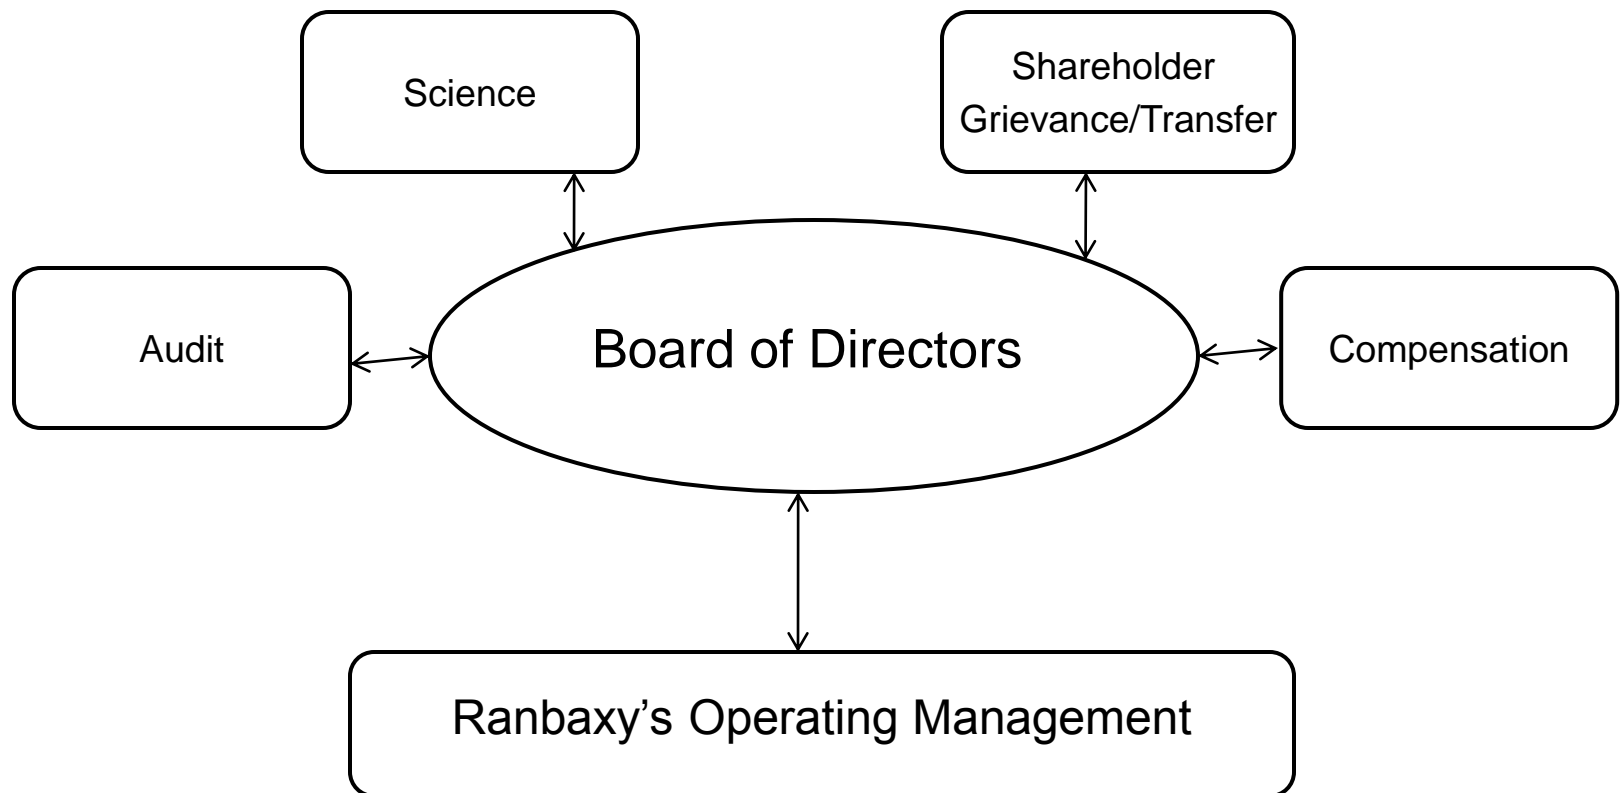 Science
Shareholder
Grievance/Transfer
Audit
Board of Directors
Compensation
Ranbaxy’s Operating Management